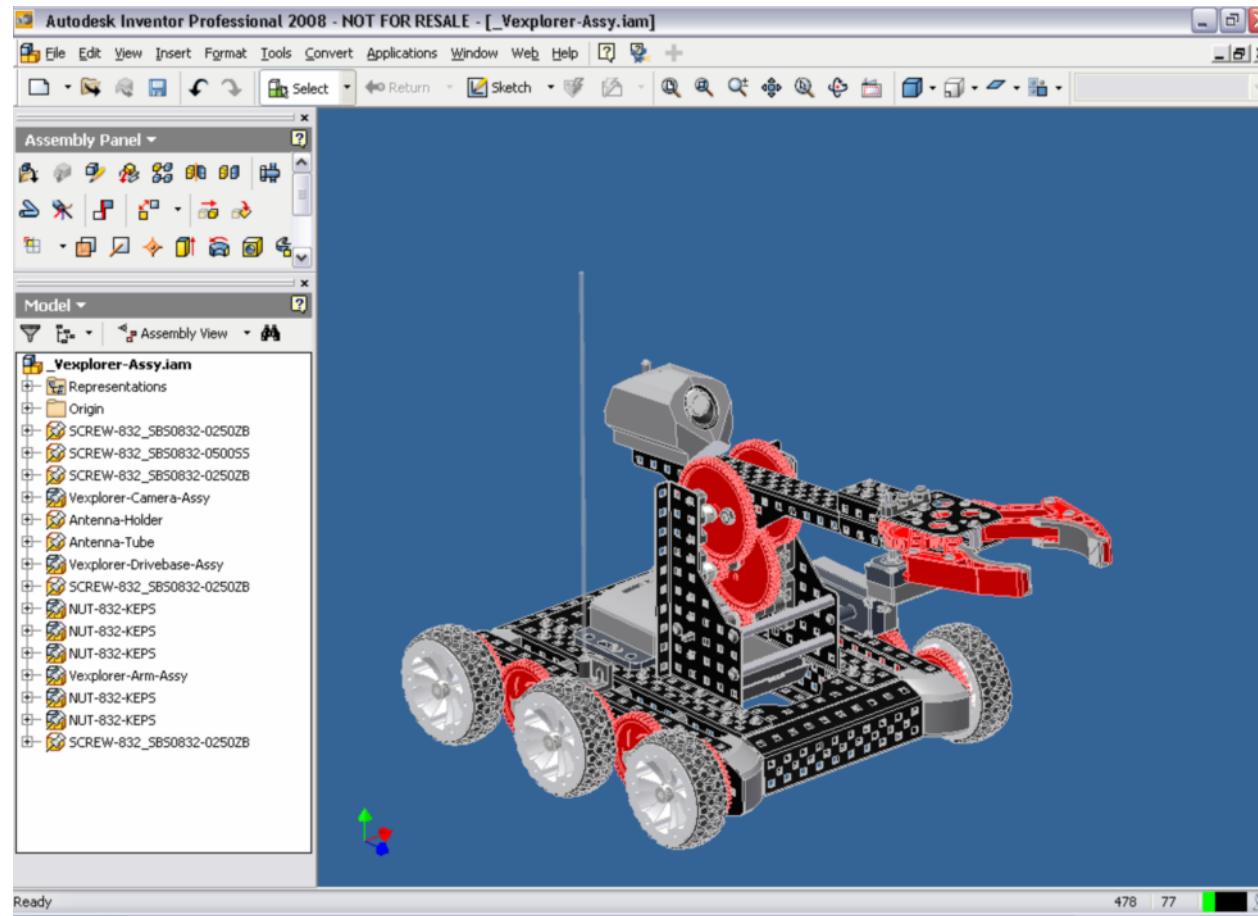 Autodesk Inventor Professional 2008 - NOT FOR RESALE - [_Vexplorer-Assy.iam]
File Edit View Insert Format Tools Convert Applications Window Web Help
Select Return Sketch
Assembly Panel
Model
Assembly View
_Vexplorer-Assy.iam
Representations
Origin
SCREW-832_SBS0832-0250ZB
SCREW-832_SBS0832-0500SS
SCREW-832_SBS0832-0250ZB
Vexplorer-Camera-Assy
Antenna-Holder
Antenna-Tube
Vexplorer-Drivebase-Assy
SCREW-832_SBS0832-0250ZB
NUT-832-KEPS
NUT-832-KEPS
NUT-832-KEPS
Vexplorer-Arm-Assy
NUT-832-KEPS
NUT-832-KEPS
SCREW-832_SBS0832-0250ZB
Ready 478 77